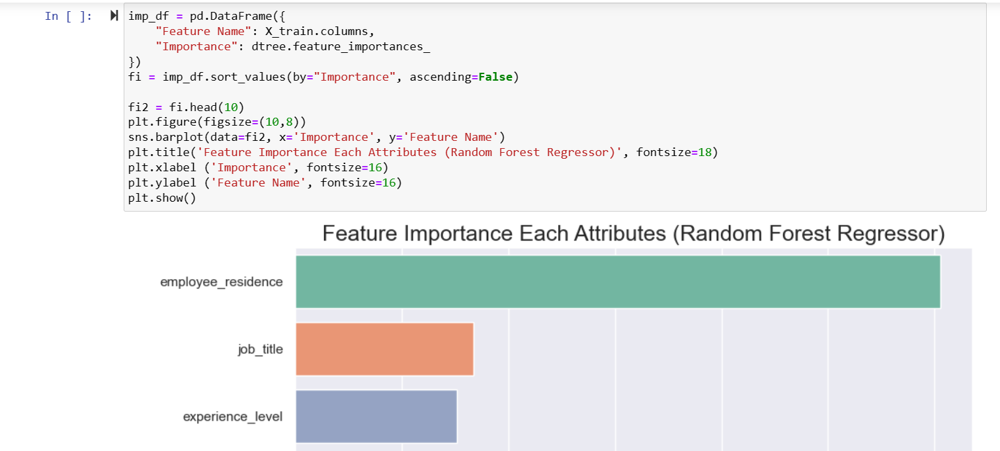 In [ ]:
imp_df = pd.DataFrame({
    "Feature Name": X_train.columns,
    "Importance": dtree.feature_importances_
})
fi = imp_df.sort_values(by="Importance", ascending=False)

fi2 = fi.head(10)
plt.figure(figsize=(10,8))
sns.barplot(data=fi2, x='Importance', y='Feature Name')
plt.title('Feature Importance Each Attributes (Random Forest Regressor)', fontsize=18)
plt.xlabel ('Importance', fontsize=16)
plt.ylabel ('Feature Name', fontsize=16)
plt.show()
Feature Importance Each Attributes (Random Forest Regressor)
employee_residence
job_title
experience_level